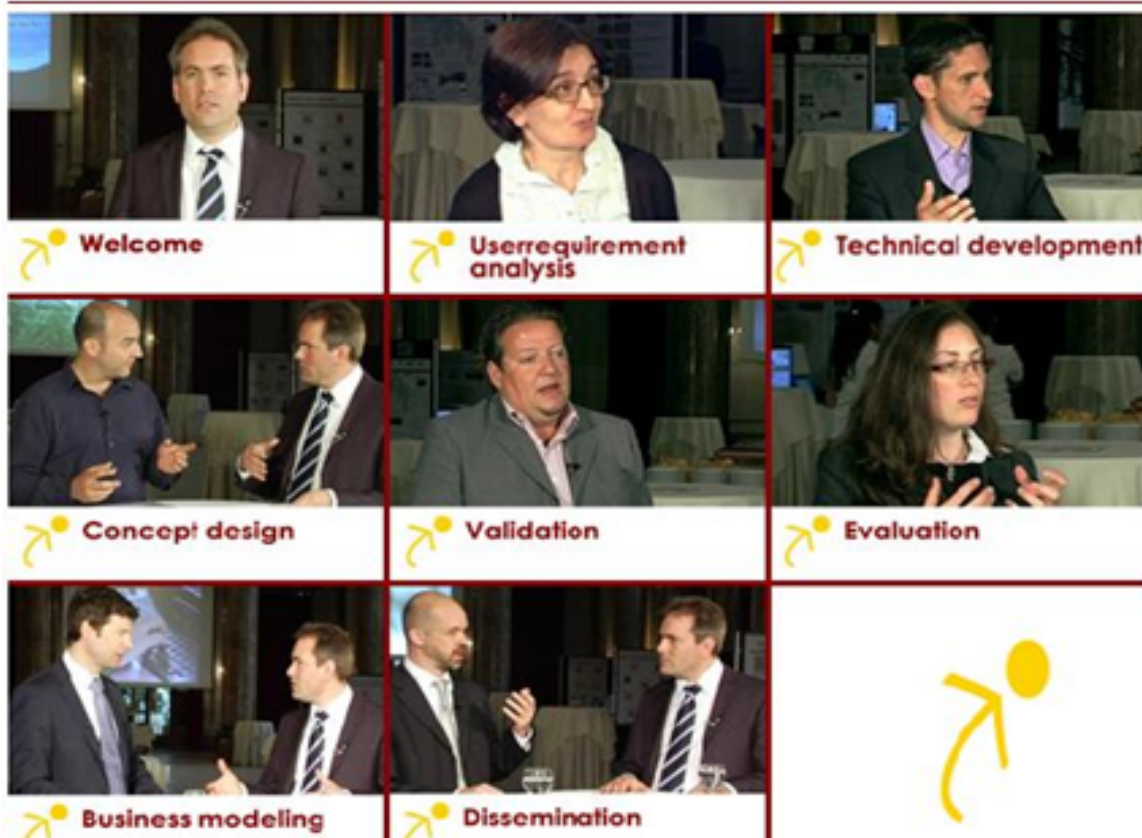 Welcome
Userrequirement
analysis
Technical development
Concept design
Validation
Evaluation
Business modeling
Dissemination